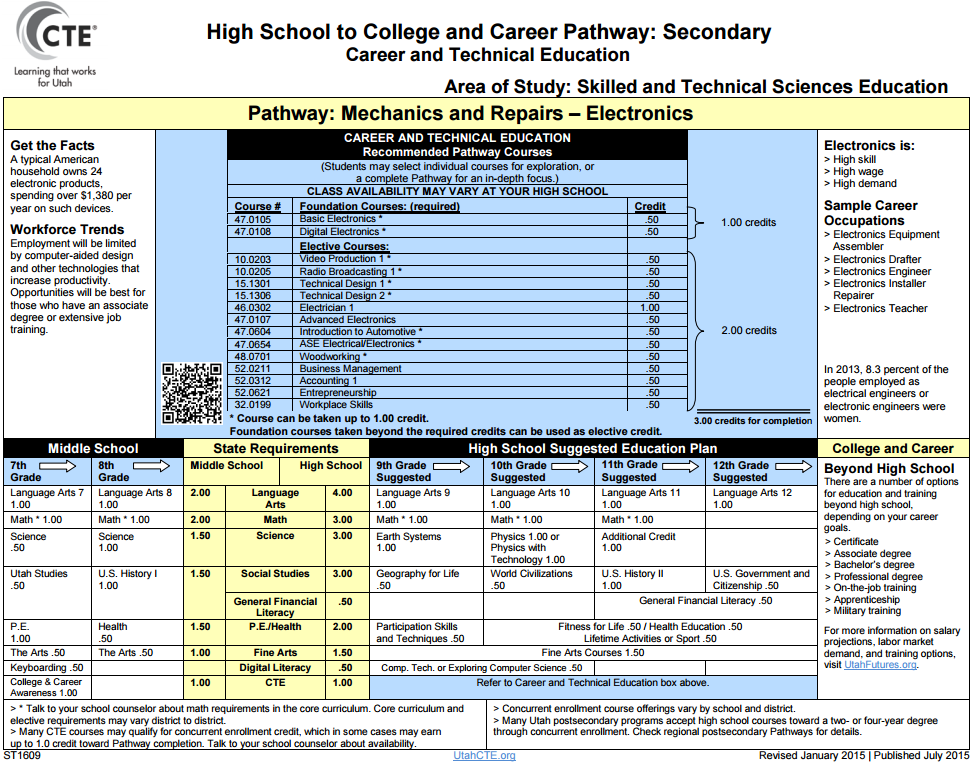 CTE®
Learning that works
for Utah
High School to College and Career Pathway: Secondary
Career and Technical Education
Area of Study: Skilled and Technical Sciences Education
Pathway: Mechanics and Repairs – Electronics
Get the Facts
A typical American
household owns 24
electronic products,
spending over $1,380 per
year on such devices.
Workforce Trends
Employment will be limited
by computer-aided design
and other technologies that
increase productivity.
Opportunities will be best for
those who have an associate
degree or extensive job
training.
CAREER AND TECHNICAL EDUCATION
Recommended Pathway Courses
(Students may select individual courses for exploration, or
a complete Pathway for an in-depth focus.)
CLASS AVAILABILITY MAY VARY AT YOUR HIGH SCHOOL
Course # Foundation Courses: (required) Credit
47.0105 Basic Electronics * .50
47.0108 Digital Electronics * .50
1.00 credits
Elective Courses:
10.0203 Video Production 1 * .50
10.0205 Radio Broadcasting 1 * .50
15.1301 Technical Design 1 * .50
15.1306 Technical Design 2 * .50
46.0302 Electrician 1 1.00
47.0107 Advanced Electronics .50
47.0604 Introduction to Automotive * .50
47.0654 ASE Electrical/Electronics * .50
48.0701 Woodworking * .50
52.0211 Business Management .50
52.0312 Accounting 1 .50
52.0621 Entrepreneurship .50
32.0199 Workplace Skills .50
2.00 credits
* Course can be taken up to 1.00 credit.
Foundation courses taken beyond the required credits can be used as elective credit.
3.00 credits for completion
Electronics is:
> High skill
> High wage
> High demand
Sample Career
Occupations
> Electronics Equipment
Assembler
> Electronics Drafter
> Electronics Engineer
> Electronics Installer
Repairer
> Electronics Teacher
In 2013, 8.3 percent of the
people employed as
electrical engineers or
electronic engineers were
women.
Middle School State Requirements High School Suggested Education Plan College and Career
7th Grade 8th Grade Middle School High School 9th Grade Suggested 10th Grade Suggested 11th Grade Suggested 12th Grade Suggested
Language Arts 7 1.00 Language Arts 8 1.00 2.00 Language Arts 4.00 Language Arts 9 1.00 Language Arts 10 1.00 Language Arts 11 1.00 Language Arts 12 1.00
Math * 1.00 Math * 1.00 2.00 Math 3.00 Math * 1.00 Math * 1.00 Math * 1.00
Science .50 Science 1.00 1.50 Science 3.00 Earth Systems 1.00 Physics 1.00 or Physics with Technology 1.00 Additional Credit 1.00
Utah Studies .50 U.S. History I 1.00 1.50 Social Studies 3.00 Geography for Life .50 World Civilizations .50 U.S. History II 1.00 U.S. Government and Citizenship .50
General Financial Literacy .50 General Financial Literacy .50
P.E. 1.00 Health .50 1.50 P.E./Health 2.00 Participation Skills and Techniques .50 Fitness for Life .50 / Health Education .50 Lifetime Activities or Sport .50
The Arts .50 The Arts .50 1.00 Fine Arts 1.50 Fine Arts Courses 1.50
Keyboarding .50 Digital Literacy .50 Comp. Tech. or Exploring Computer Science .50
College & Career Awareness 1.00 1.00 CTE 1.00 Refer to Career and Technical Education box above.
Beyond High School
There are a number of options
for education and training
beyond high school,
depending on your career
goals.
> Certificate
> Associate degree
> Bachelor's degree
> Professional degree
> On-the-job training
> Apprenticeship
> Military training
For more information on salary
projections, labor market
demand, and training options,
visit UtahFutures.org.
> * Talk to your school counselor about math requirements in the core curriculum. Core curriculum and
elective requirements may vary district to district.
> Many CTE courses may qualify for concurrent enrollment credit, which in some cases may earn
up to 1.0 credit toward Pathway completion. Talk to your school counselor about availability.
> Concurrent enrollment course offerings vary by school and district.
> Many Utah postsecondary programs accept high school courses toward a two- or four-year degree
through concurrent enrollment. Check regional postsecondary Pathways for details.
ST1609 UtahCTE.org Revised January 2015 | Published July 2015